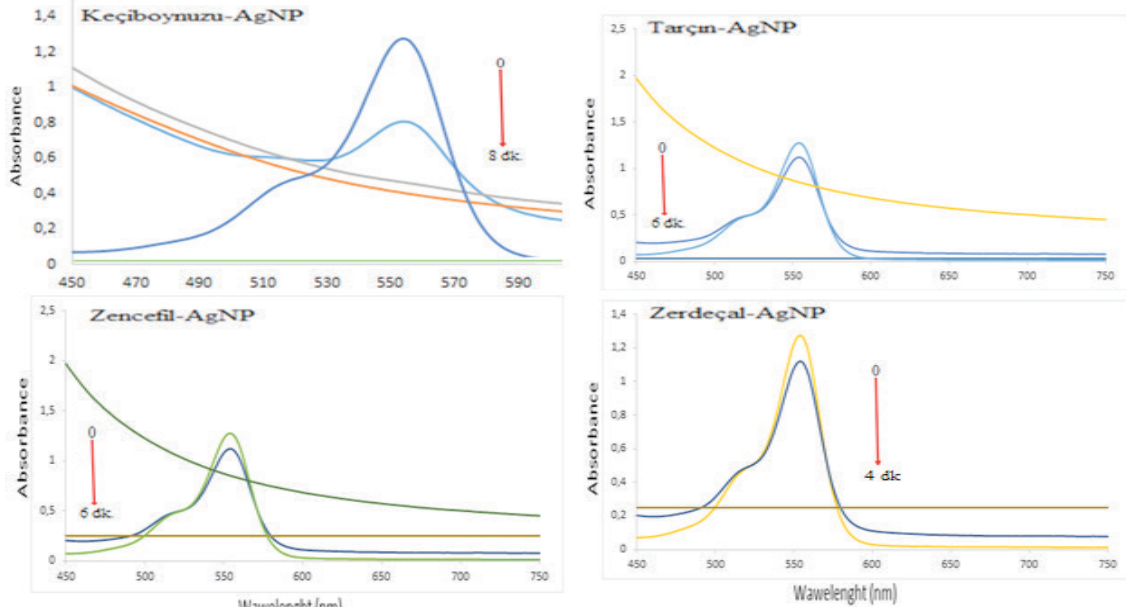 Keçiboynuzu-AgNP
Absorbance
1,4
1,2
1
0,8
0,6
0,4
0,2
0
450 470 490 510 530 550 570 590
0
8 dk.
Tarçın-AgNP
Absorbance
2,5
2
1,5
1
0,5
0
450 500 550 600 650 700 750
0
6 dk.
Zencefil-AgNP
Absorbance
2,5
2
1,5
1
0,5
0
450 500 550 600 650 700 750
0
6 dk.
Wawelenght (nm)
Zerdeçal-AgNP
Absorbance
1,4
1,2
1
0,8
0,6
0,4
0,2
0
450 500 550 600 650 700 750
0
4 dk
Wawelenght (nm)